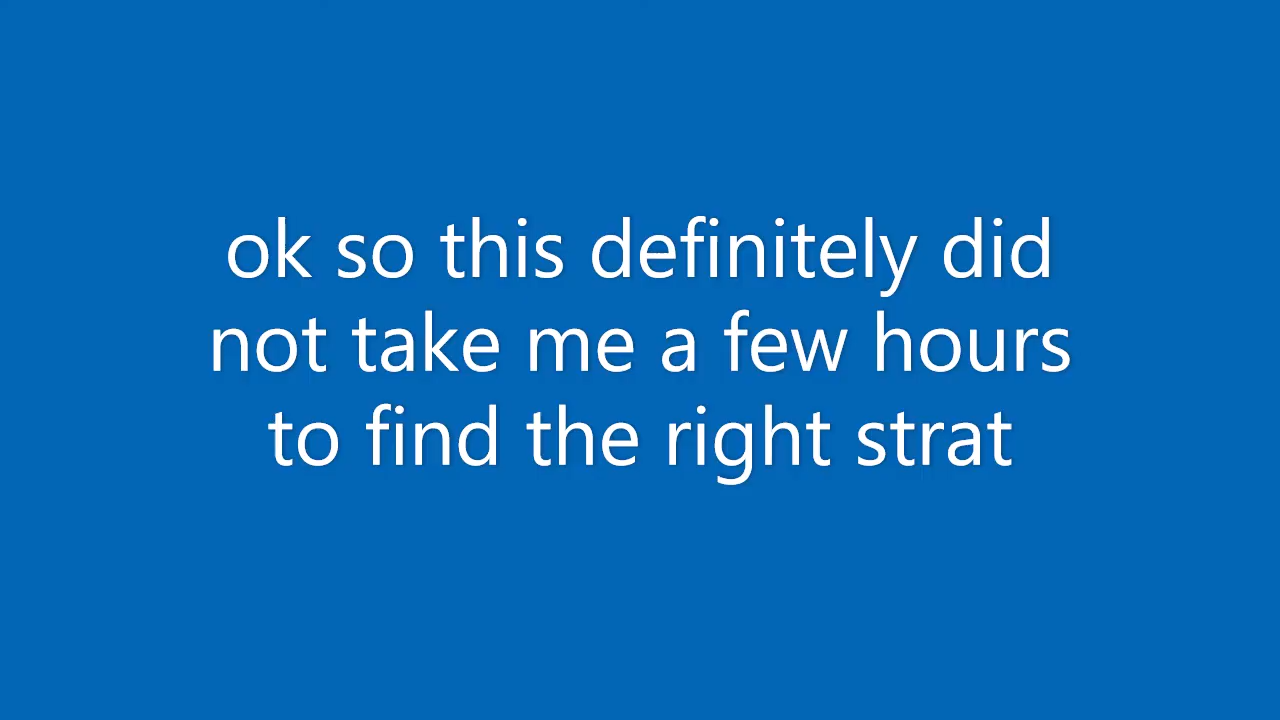 ok so this definitely did
not take me a few hours
to find the right strat